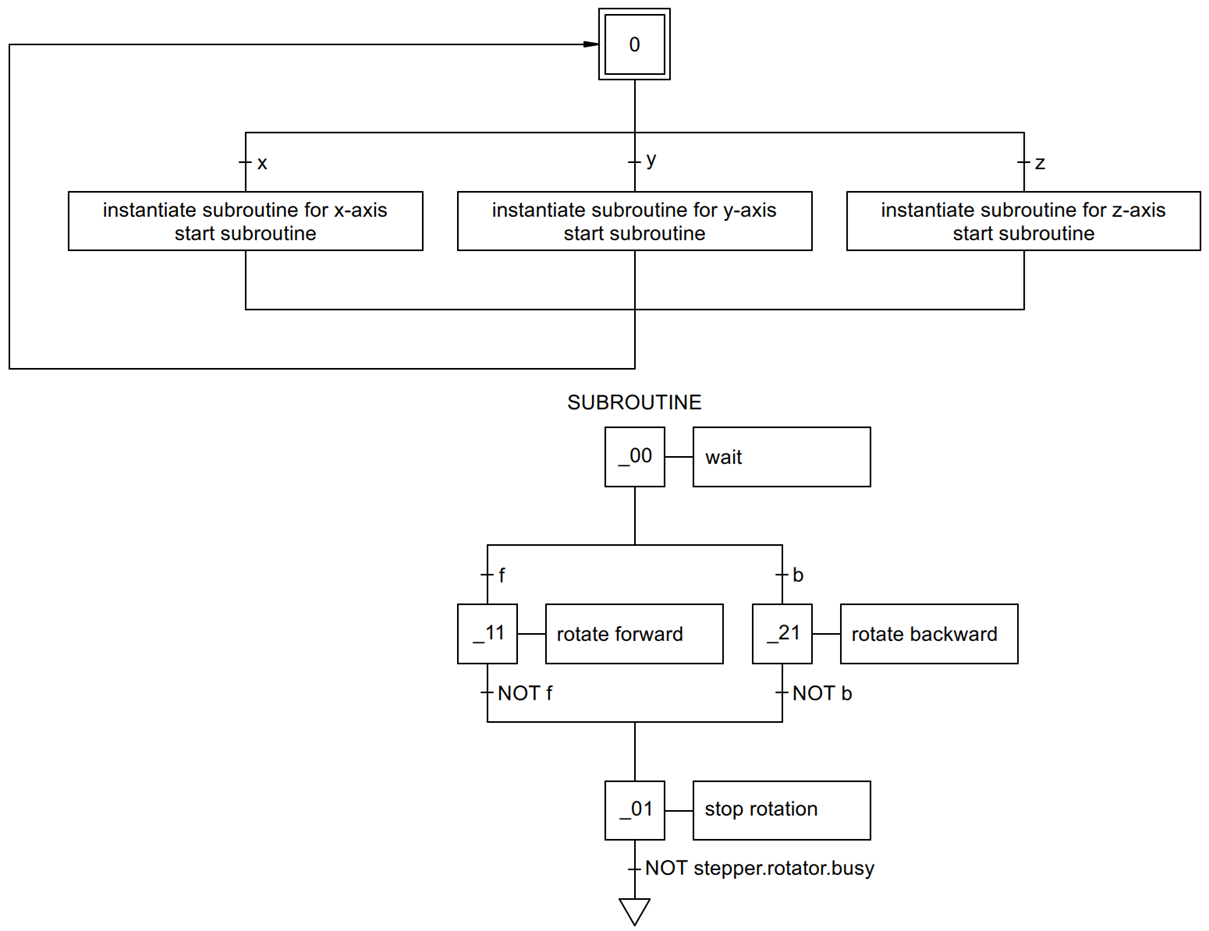 0
x
y
z
instantiate subroutine for x-axis
start subroutine
instantiate subroutine for y-axis
start subroutine
instantiate subroutine for z-axis
start subroutine
SUBROUTINE
_00
wait
f
b
_11
rotate forward
_21
rotate backward
NOT f
NOT b
_01
stop rotation
NOT stepper.rotator.busy